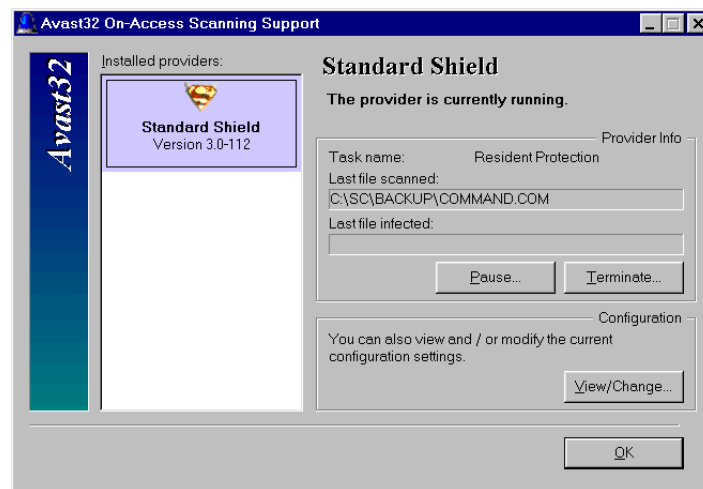 Avast32 On-Access Scanning Support
Avast32
Installed providers:
Standard Shield
Version 3.0-112
Standard Shield
The provider is currently running.
Provider Info
Task name: Resident Protection
Last file scanned:
C:\SC\BACKUP\COMMAND.COM
Last file infected:
Pause... Terminate...
Configuration
You can also view and / or modify the current
configuration settings.
View/Change...
OK